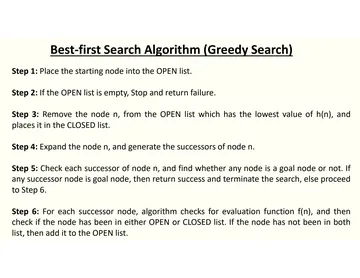 Best-first Search Algorithm (Greedy Search)
Step 1: Place the starting node into the OPEN list.
Step 2: If the OPEN list is empty, Stop and return failure.
Step 3: Remove the node n, from the OPEN list which has the lowest value of h(n), and
places it in the CLOSED list.
Step 4: Expand the node n, and generate the successors of node n.
Step 5: Check each successor of node n, and find whether any node is a goal node or not. If
any successor node is goal node, then return success and terminate the search, else proceed
to Step 6.
Step 6: For each successor node, algorithm checks for evaluation function f(n), and then
check if the node has been in either OPEN or CLOSED list. If the node has not been in both
list, then add it to the OPEN list.